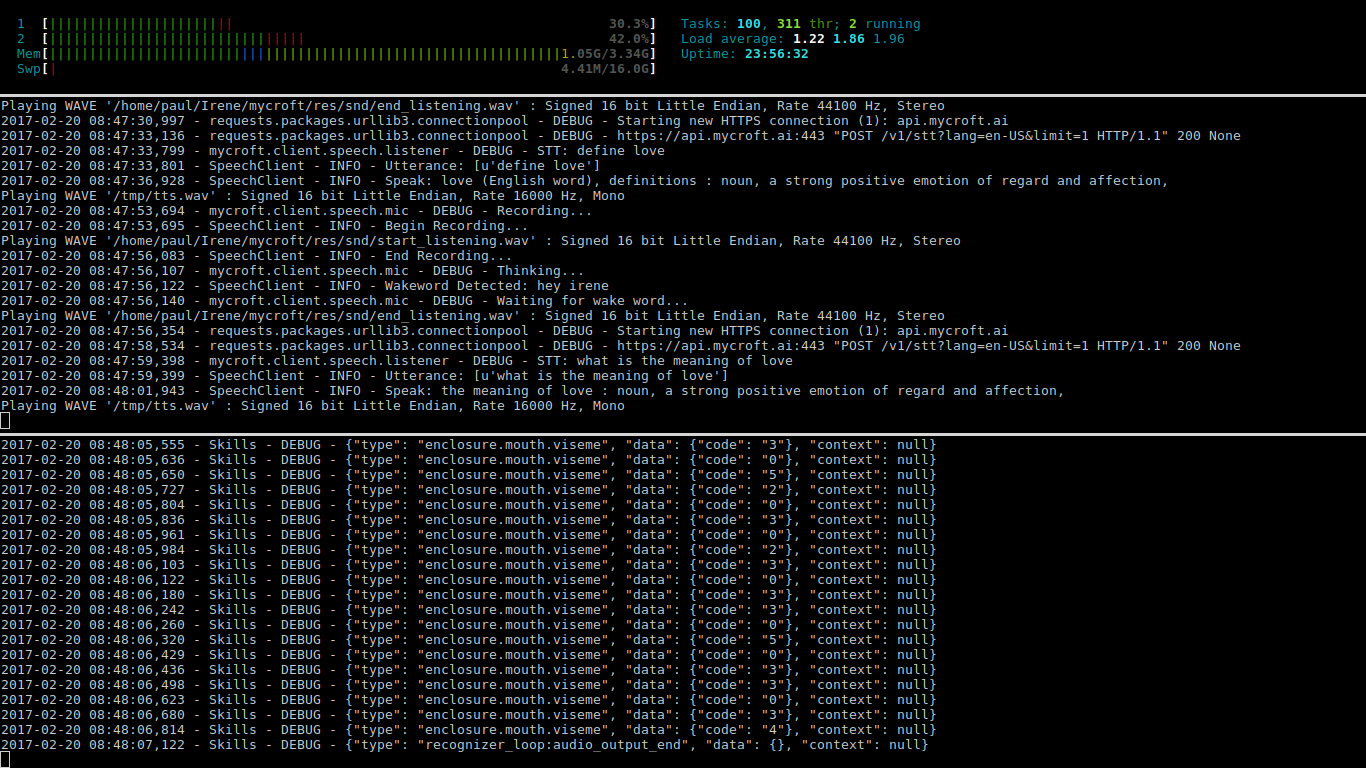 1 [||||||||||||||||||||||| 30.3%] Tasks: 100, 311 thr; 2 running
2 [|||||||||||||||||||||||||||||||| 42.0%] Load average: 1.22 1.86 1.96
Mem[||||||||||||||||||||||||||||||||||||||||||||||||||||||||||||||||1.05G/3.34G] Uptime: 23:56:32
Swp[| 4.41M/16.0G]
Playing WAVE '/home/paul/Irene/mycroft/res/snd/end_listening.wav' : Signed 16 bit Little Endian, Rate 44100 Hz, Stereo
2017-02-20 08:47:30,997 - requests.packages.urllib3.connectionpool - DEBUG - Starting new HTTPS connection (1): api.mycroft.ai
2017-02-20 08:47:33,136 - requests.packages.urllib3.connectionpool - DEBUG - https://api.mycroft.ai:443 "POST /v1/stt?lang=en-US&limit=1 HTTP/1.1" 200 None
2017-02-20 08:47:33,799 - mycroft.client.speech.listener - DEBUG - STT: define love
2017-02-20 08:47:33,801 - SpeechClient - INFO - Utterance: [u'define love']
2017-02-20 08:47:36,928 - SpeechClient - INFO - Speak: love (English word), definitions : noun, a strong positive emotion of regard and affection,
Playing WAVE '/tmp/tts.wav' : Signed 16 bit Little Endian, Rate 16000 Hz, Mono
2017-02-20 08:47:53,694 - mycroft.client.speech.mic - DEBUG - Recording...
2017-02-20 08:47:53,695 - SpeechClient - INFO - Begin Recording...
Playing WAVE '/home/paul/Irene/mycroft/res/snd/start_listening.wav' : Signed 16 bit Little Endian, Rate 44100 Hz, Stereo
2017-02-20 08:47:56,083 - SpeechClient - INFO - End Recording...
2017-02-20 08:47:56,107 - mycroft.client.speech.mic - DEBUG - Thinking...
2017-02-20 08:47:56,122 - SpeechClient - INFO - Wakeword Detected: hey irene
2017-02-20 08:47:56,140 - mycroft.client.speech.mic - DEBUG - Waiting for wake word...
Playing WAVE '/home/paul/Irene/mycroft/res/snd/end_listening.wav' : Signed 16 bit Little Endian, Rate 44100 Hz, Stereo
2017-02-20 08:47:56,354 - requests.packages.urllib3.connectionpool - DEBUG - Starting new HTTPS connection (1): api.mycroft.ai
2017-02-20 08:47:58,534 - requests.packages.urllib3.connectionpool - DEBUG - https://api.mycroft.ai:443 "POST /v1/stt?lang=en-US&limit=1 HTTP/1.1" 200 None
2017-02-20 08:47:59,398 - mycroft.client.speech.listener - DEBUG - STT: what is the meaning of love
2017-02-20 08:47:59,399 - SpeechClient - INFO - Utterance: [u'what is the meaning of love']
2017-02-20 08:48:01,943 - SpeechClient - INFO - Speak: the meaning of love : noun, a strong positive emotion of regard and affection,
Playing WAVE '/tmp/tts.wav' : Signed 16 bit Little Endian, Rate 16000 Hz, Mono
2017-02-20 08:48:05,555 - Skills - DEBUG - {"type": "enclosure.mouth.viseme", "data": {"code": "3"}, "context": null}
2017-02-20 08:48:05,636 - Skills - DEBUG - {"type": "enclosure.mouth.viseme", "data": {"code": "0"}, "context": null}
2017-02-20 08:48:05,650 - Skills - DEBUG - {"type": "enclosure.mouth.viseme", "data": {"code": "5"}, "context": null}
2017-02-20 08:48:05,727 - Skills - DEBUG - {"type": "enclosure.mouth.viseme", "data": {"code": "2"}, "context": null}
2017-02-20 08:48:05,804 - Skills - DEBUG - {"type": "enclosure.mouth.viseme", "data": {"code": "0"}, "context": null}
2017-02-20 08:48:05,836 - Skills - DEBUG - {"type": "enclosure.mouth.viseme", "data": {"code": "3"}, "context": null}
2017-02-20 08:48:05,961 - Skills - DEBUG - {"type": "enclosure.mouth.viseme", "data": {"code": "0"}, "context": null}
2017-02-20 08:48:05,984 - Skills - DEBUG - {"type": "enclosure.mouth.viseme", "data": {"code": "2"}, "context": null}
2017-02-20 08:48:06,103 - Skills - DEBUG - {"type": "enclosure.mouth.viseme", "data": {"code": "3"}, "context": null}
2017-02-20 08:48:06,122 - Skills - DEBUG - {"type": "enclosure.mouth.viseme", "data": {"code": "0"}, "context": null}
2017-02-20 08:48:06,180 - Skills - DEBUG - {"type": "enclosure.mouth.viseme", "data": {"code": "3"}, "context": null}
2017-02-20 08:48:06,242 - Skills - DEBUG - {"type": "enclosure.mouth.viseme", "data": {"code": "3"}, "context": null}
2017-02-20 08:48:06,260 - Skills - DEBUG - {"type": "enclosure.mouth.viseme", "data": {"code": "0"}, "context": null}
2017-02-20 08:48:06,320 - Skills - DEBUG - {"type": "enclosure.mouth.viseme", "data": {"code": "5"}, "context": null}
2017-02-20 08:48:06,429 - Skills - DEBUG - {"type": "enclosure.mouth.viseme", "data": {"code": "0"}, "context": null}
2017-02-20 08:48:06,436 - Skills - DEBUG - {"type": "enclosure.mouth.viseme", "data": {"code": "3"}, "context": null}
2017-02-20 08:48:06,498 - Skills - DEBUG - {"type": "enclosure.mouth.viseme", "data": {"code": "3"}, "context": null}
2017-02-20 08:48:06,623 - Skills - DEBUG - {"type": "enclosure.mouth.viseme", "data": {"code": "0"}, "context": null}
2017-02-20 08:48:06,680 - Skills - DEBUG - {"type": "enclosure.mouth.viseme", "data": {"code": "3"}, "context": null}
2017-02-20 08:48:06,814 - Skills - DEBUG - {"type": "enclosure.mouth.viseme", "data": {"code": "4"}, "context": null}
2017-02-20 08:48:07,122 - Skills - DEBUG - {"type": "recognizer_loop:audio_output_end", "data": {}, "context": null}